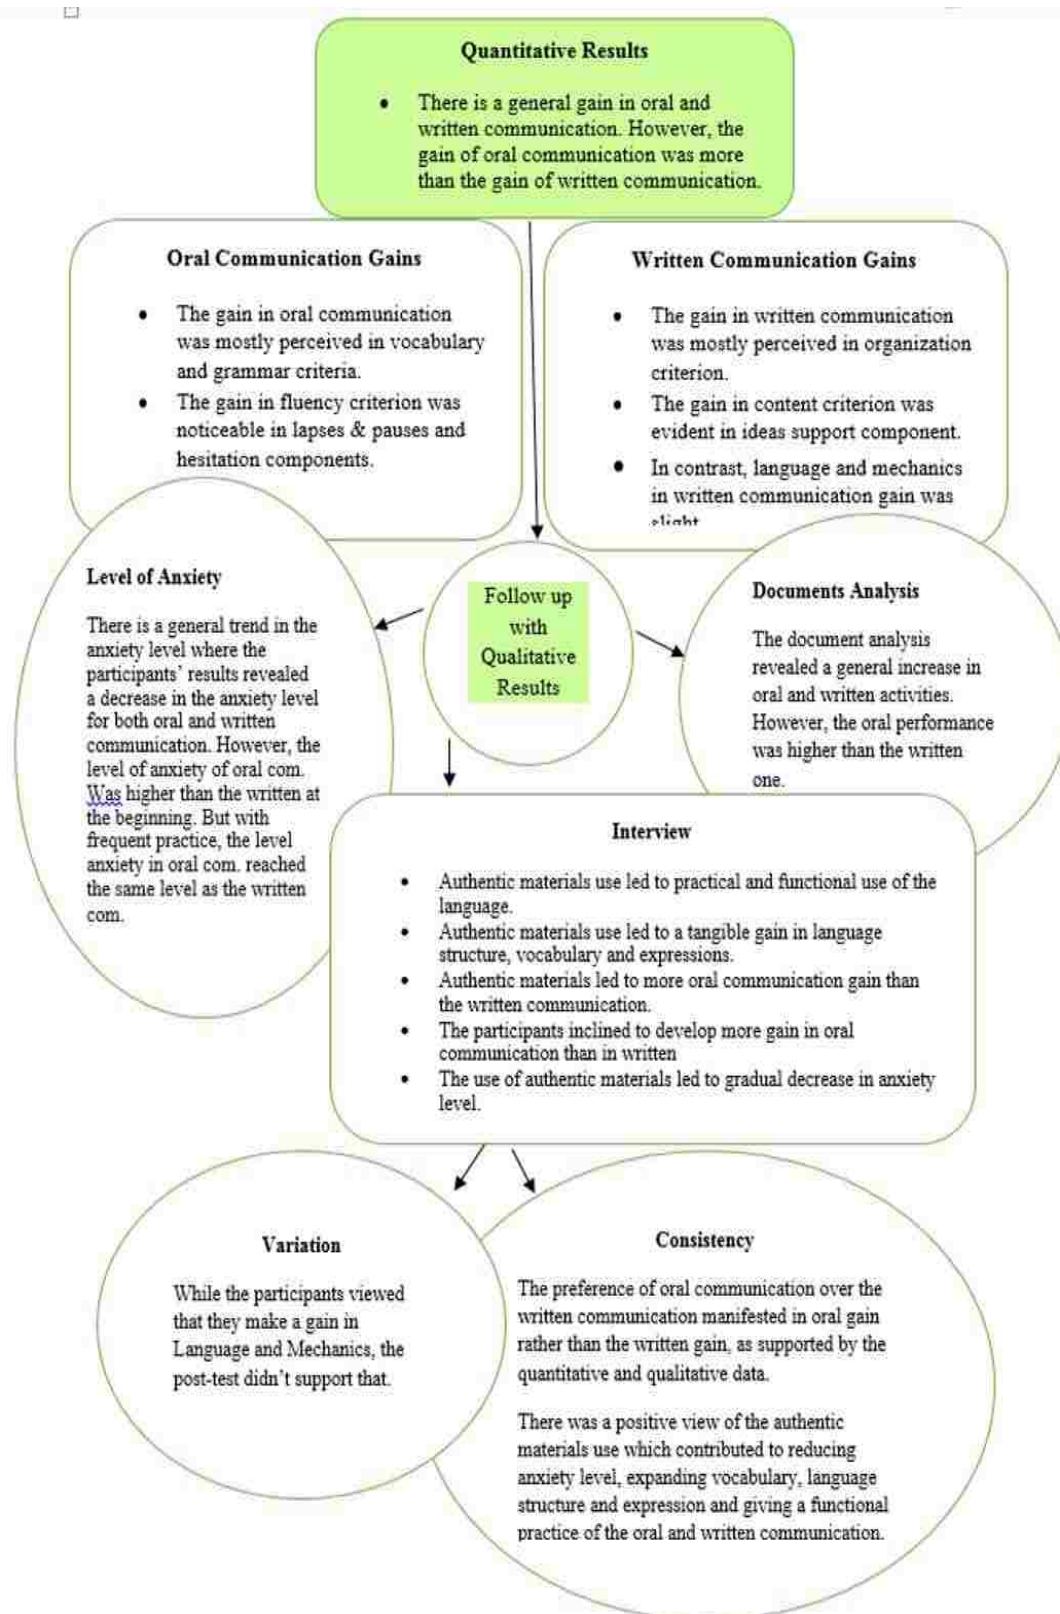 Quantitative Results
• There is a general gain in oral and
written communication. However, the
gain of oral communication was more
than the gain of written communication.
Oral Communication Gains
• The gain in oral communication
was mostly perceived in vocabulary
and grammar criteria.
• The gain in fluency criterion was
noticeable in lapses & pauses and
hesitation components.
Written Communication Gains
• The gain in written communication
was mostly perceived in organization
criterion.
• The gain in content criterion was
evident in ideas support component.
• In contrast, language and mechanics
in written communication gain was
slight
Level of Anxiety
There is a general trend in the
anxiety level where the
participants' results revealed
a decrease in the anxiety level
for both oral and written
communication. However, the
level of anxiety of oral com.
Was higher than the written at
the beginning. But with
frequent practice, the level
anxiety in oral com. reached
the same level as the written
com.
Follow up
with
Qualitative
Results
Documents Analysis
The document analysis
revealed a general increase in
oral and written activities.
However, the oral performance
was higher than the written
one.
Interview
• Authentic materials use led to practical and functional use of the
language.
• Authentic materials use led to a tangible gain in language
structure, vocabulary and expressions.
• Authentic materials led to more oral communication gain than
the written communication.
• The participants inclined to develop more gain in oral
communication than in written
• The use of authentic materials led to gradual decrease in anxiety
level.
Variation
While the participants viewed
that they make a gain in
Language and Mechanics, the
post-test didn't support that.
Consistency
The preference of oral communication over the
written communication manifested in oral gain
rather than the written gain, as supported by the
quantitative and qualitative data.
There was a positive view of the authentic
materials use which contributed to reducing
anxiety level, expanding vocabulary, language
structure and expression and giving a functional
practice of the oral and written communication.